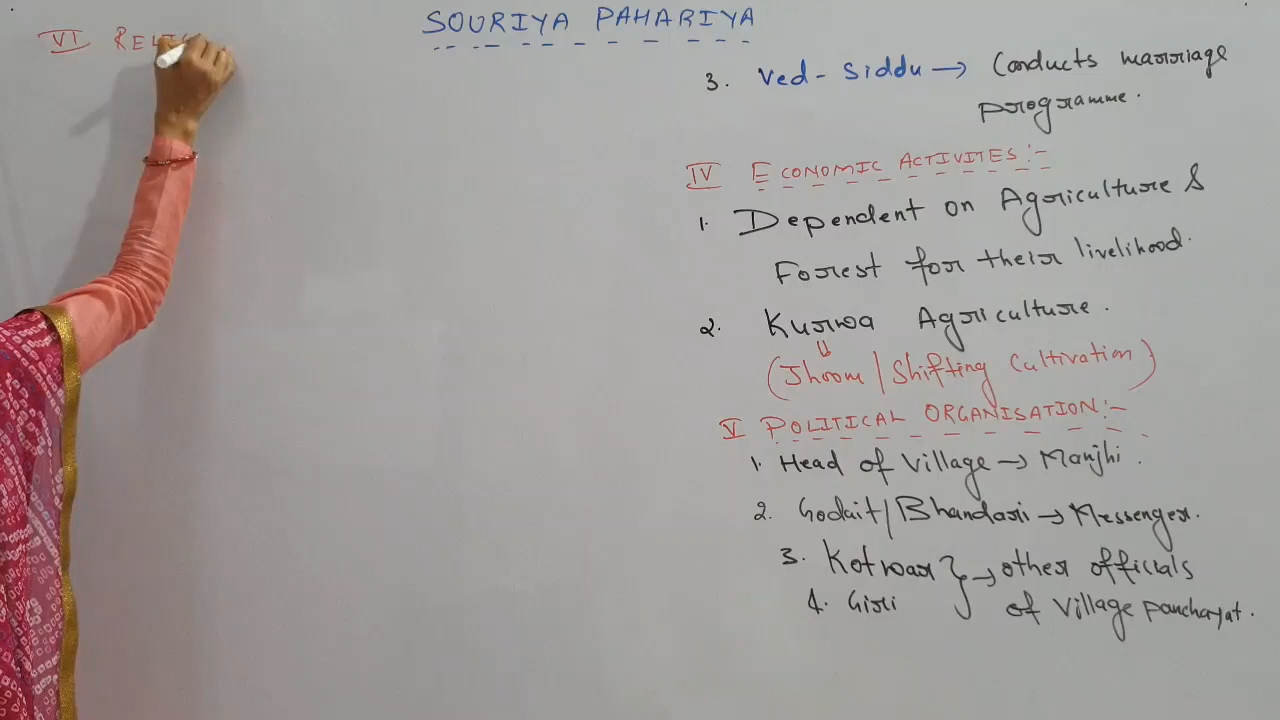 SOURIYA PAHARIYA
VI
3. Ved - Siddu → Conducts marriage
programme.
IV ECONOMIC ACTIVITES :-
1. Dependent on Agriculture &
Forest for their livelihood.
2. Kurwa Agriculture.
(Jhoom / Shifting Cultivation)
V POLITICAL ORGANISATION :-
1. Head of Village → Manjhi.
2. Godait / Bhandari → Messenger.
3. Kotwar } → other officials
4. Giri of Village panchayat.